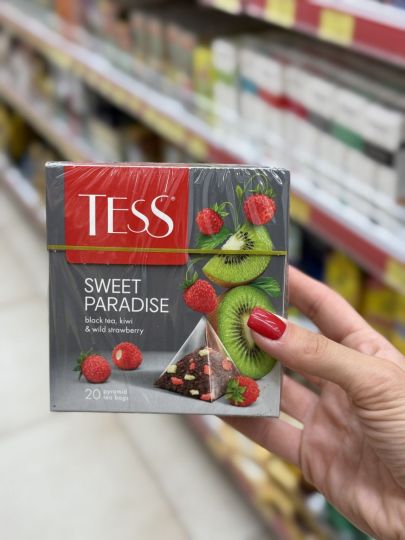 TESS®
SWEET
PARADISE
black tea, kiwi
& wild strawberry
20 pyramid
tea bags